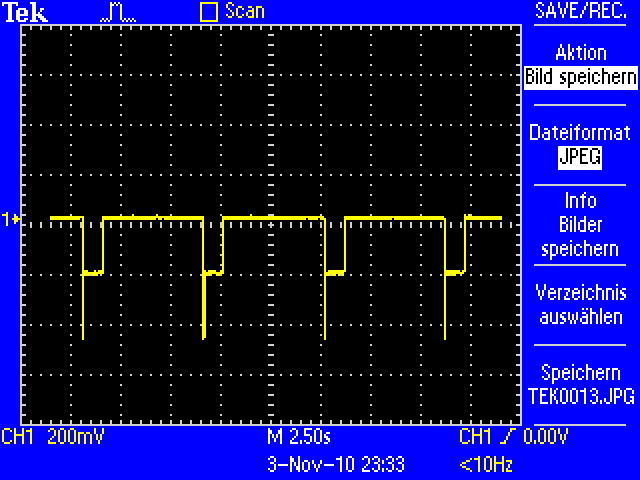 Tek
Scan
SAVE/REC.
Aktion
Bild speichern
Dateiformat
JPEG
Info
Bilder
speichern
Verzeichnis
auswählen
Speichern
TEK0013.JPG
1
CH1 200mV
M 2.50s
CH1 0.00V
3-Nov-10 23:33
<10Hz